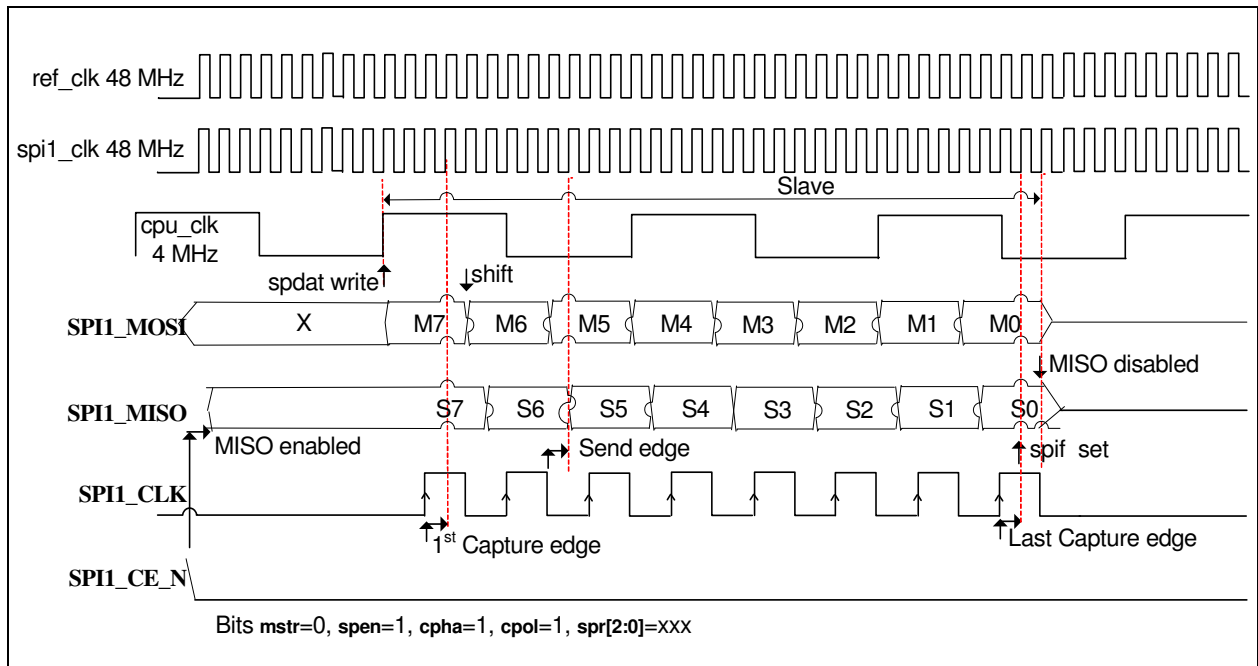 ref_clk 48 MHz
spi1_clk 48 MHz
Slave
cpu_clk
4 MHz
spdat write
shift
SPI1_MOSI X M7 M6 M5 M4 M3 M2 M1 M0
MISO disabled
SPI1_MISO S7 S6 S5 S4 S3 S2 S1 S0
MISO enabled
Send edge
spif set
SPI1_CLK
1st Capture edge
Last Capture edge
SPI1_CE_N
Bits mstr=0, spen=1, cpha=1, cpol=1, spr[2:0]=xxx